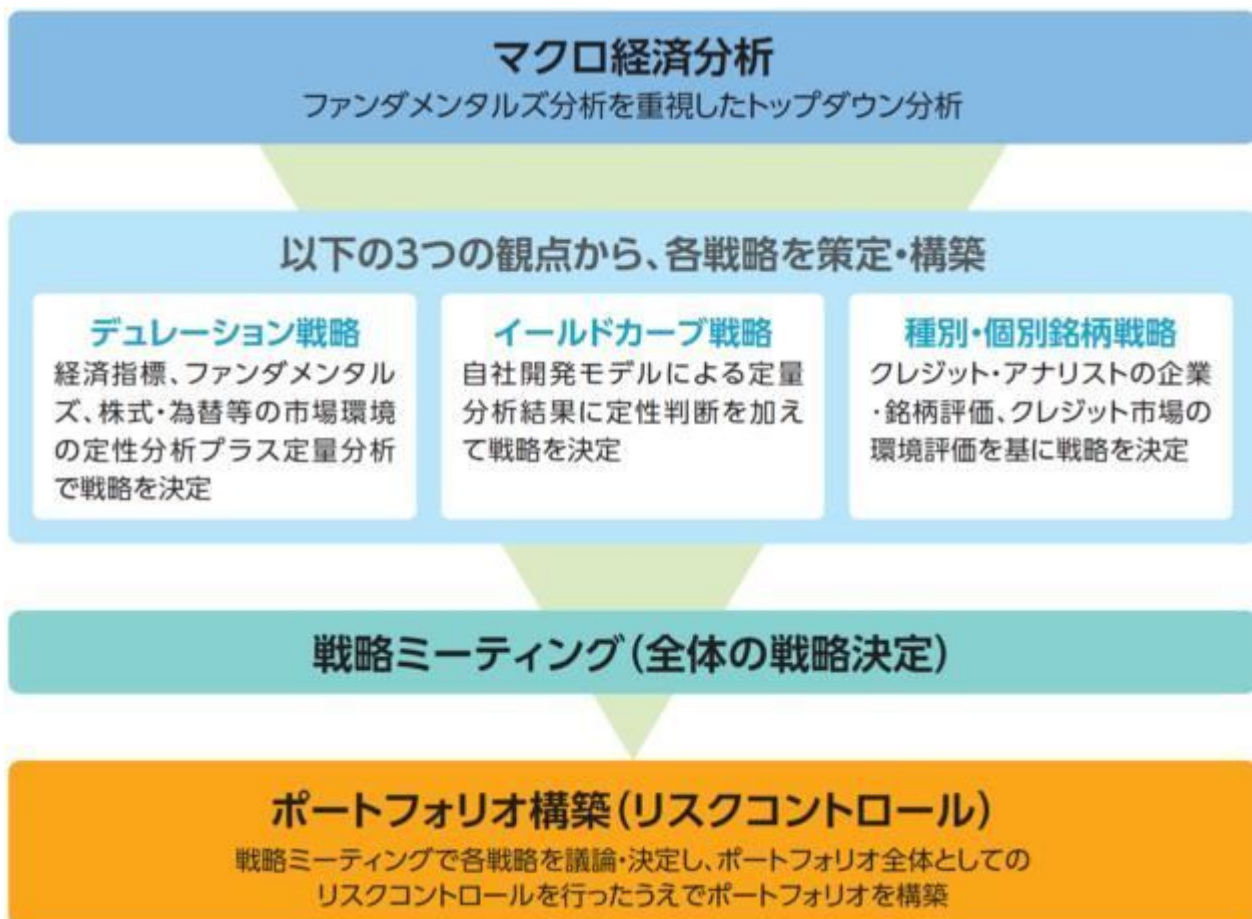 マクロ経済分析
ファンダメンタルズ分析を重視したトップダウン分析
以下の3つの観点から、各戦略を策定・構築
デュレーション戦略
経済指標、ファンダメンタル
ズ、株式・為替等の市場環境
の定性分析プラス定量分析
で戦略を決定
イールドカーブ戦略
自社開発モデルによる定量
分析結果に定性判断を加え
て戦略を決定
種別・個別銘柄戦略
クレジット・アナリストの企業
・銘柄評価、クレジット市場の
環境評価を基に戦略を決定
戦略ミーティング(全体の戦略決定)
ポートフォリオ構築(リスクコントロール)
戦略ミーティングで各戦略を議論・決定し、ポートフォリオ全体としての
リスクコントロールを行ったうえでポートフォリオを構築